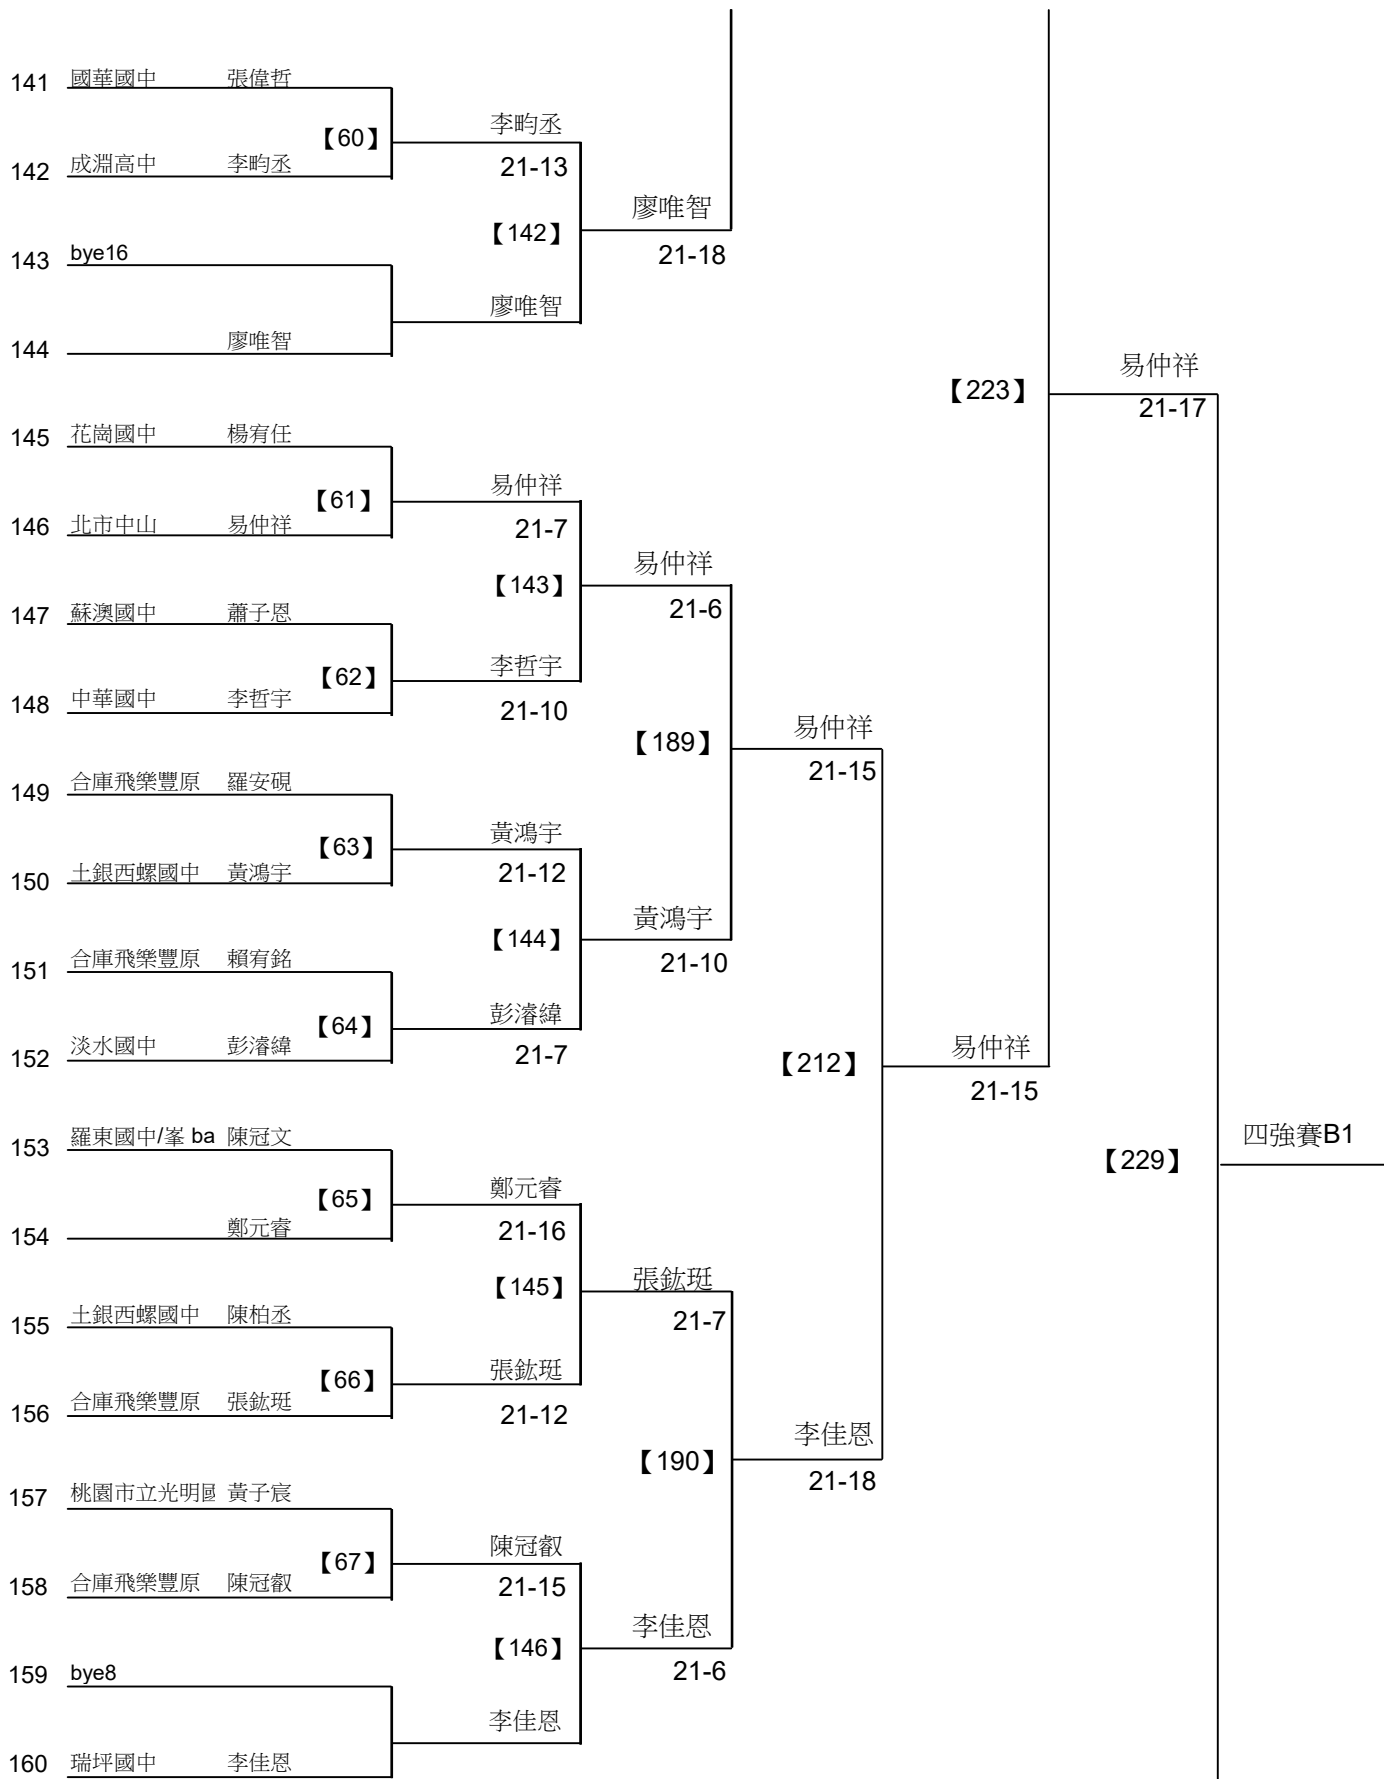 141 國華國中 張偉哲
【60】 李畇丞
142 成淵高中 李畇丞 21-13
【142】 廖唯智
143 bye16 21-18
廖唯智
144 廖唯智
【223】 易仲祥
21-17
145 花崗國中 楊宥任
【61】 易仲祥
146 北市中山 易仲祥 21-7
【143】 易仲祥
147 蘇澳國中 蕭子恩 21-6
【62】 李哲宇
148 中華國中 李哲宇 21-10
【189】 易仲祥
21-15
149 合庫飛樂豐原 羅安硯
【63】 黃鴻宇
150 土銀西螺國中 黃鴻宇 21-12
【144】 黃鴻宇
151 合庫飛樂豐原 賴宥銘 21-10
【64】 彭濬緯
152 淡水國中 彭濬緯 21-7
【212】 易仲祥
21-15
153 羅東國中/峯 ba 陳冠文
【229】 四強賽B1
【65】 鄭元睿
154 鄭元睿 21-16
【145】 張鈜珽
155 土銀西螺國中 陳柏丞 21-7
【66】 張鈜珽
156 合庫飛樂豐原 張鈜珽 21-12
【190】 李佳恩
21-18
157 桃園市立光明 黃子宸
【67】 陳冠叡
158 合庫飛樂豐原 陳冠叡 21-15
【146】 李佳恩
159 bye8 21-6
李佳恩
160 瑞坪國中 李佳恩